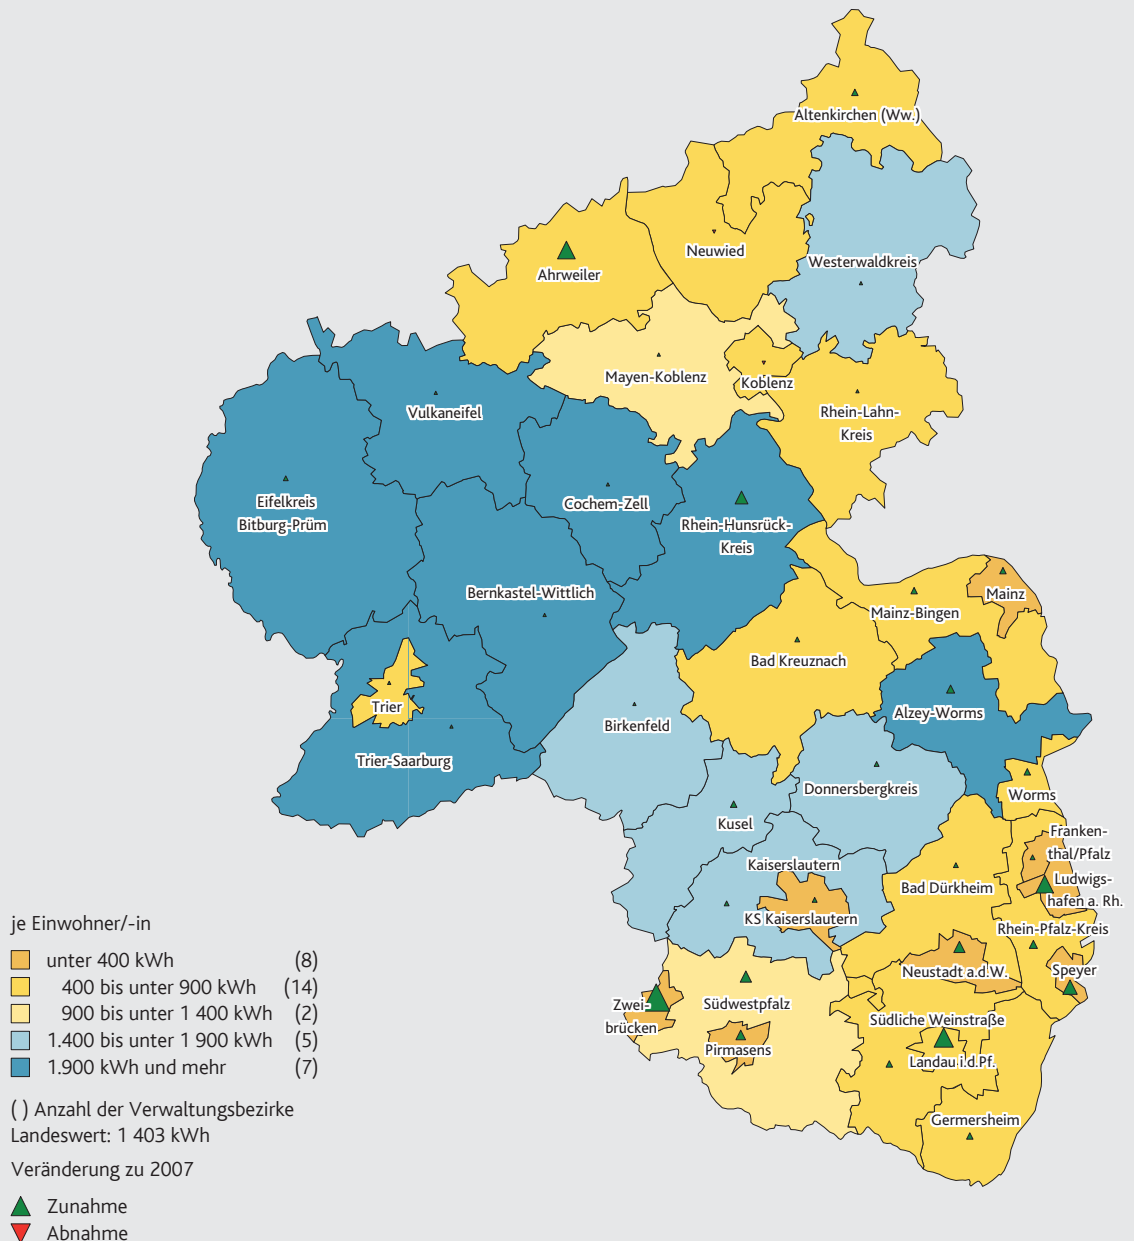 Altenkirchen (Ww.)
Neuwied
Westerwaldkreis
Ahrweiler
Mayen-Koblenz
Koblenz
Rhein-Lahn-
Kreis
Vulkaneifel
Eifelkreis
Bitburg-Prüm
Cochem-Zell
Rhein-Hunsrück-
Kreis
Bernkastel-Wittlich
Mainz
Mainz-Bingen
Bad Kreuznach
Trier
Alzey-Worms
Birkenfeld
Trier-Saarburg
Donnersbergkreis
Worms
Kusel
Franken-
thal/Pfalz
Kaiserslautern
Bad Dürkheim
Ludwigs-
hafen a. Rh.
KS Kaiserslautern
Rhein-Pfalz-Kreis
Neustadt a.d.W.
Speyer
Zwei-
brücken
Südwestpfalz
Südliche Weinstraße
Pirmasens
Landau i.d.Pf.
Germersheim
je Einwohner/-in
unter 400 kWh (8)
400 bis unter 900 kWh (14)
900 bis unter 1 400 kWh (2)
1.400 bis unter 1 900 kWh (5)
1.900 kWh und mehr (7)
( ) Anzahl der Verwaltungsbezirke
Landeswert: 1 403 kWh
Veränderung zu 2007
Zunahme
Abnahme